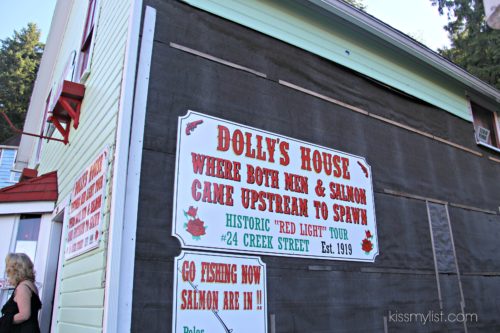 DOLLY'S HOUSE
WHERE BOTH MEN & SALMON
CAME UPSTREAM TO SPAWN
HISTORIC "RED LIGHT" TOUR
#24 CREEK STREET Est. 1919
GO FISHING NOW
SALMON ARE IN !!
Poles
kissmylist.com